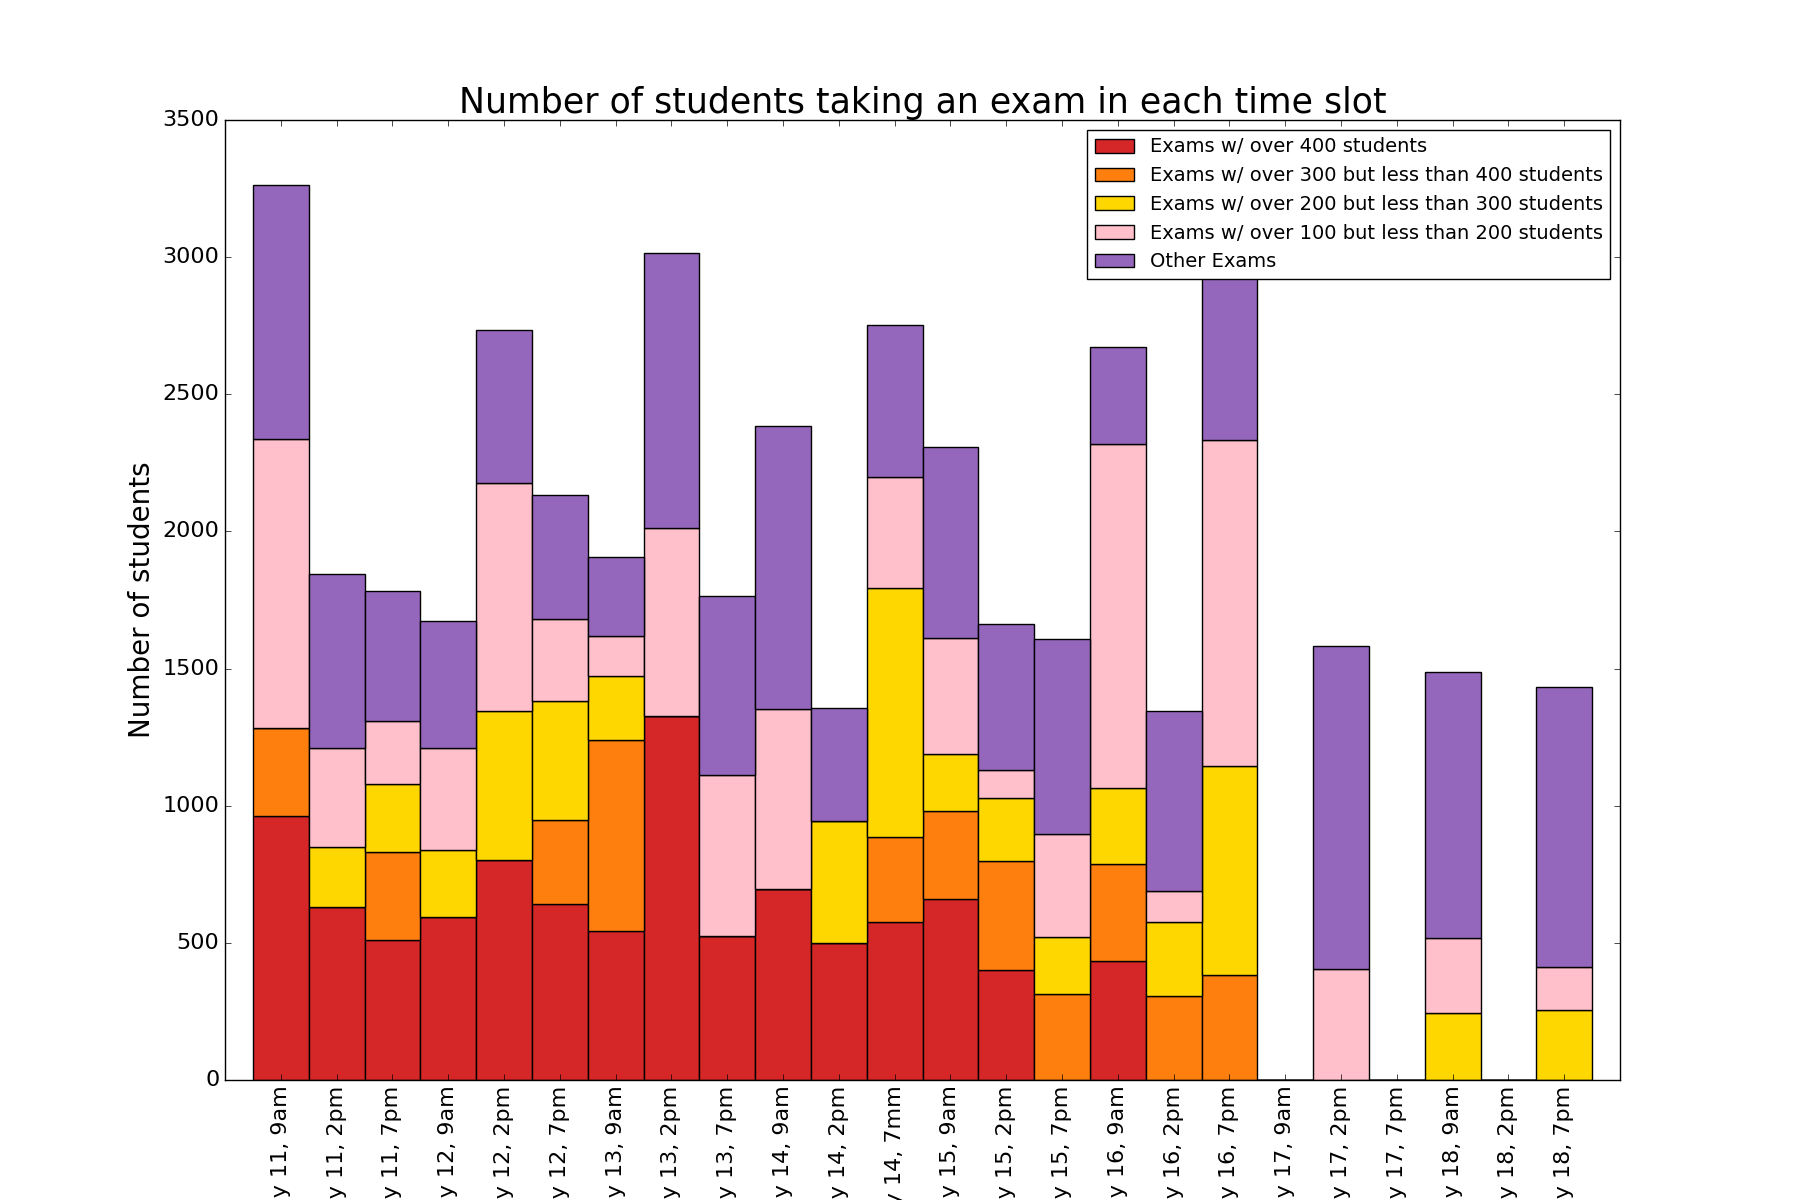 Number of students taking an exam in each time slot
Exams w/ over 400 students
Exams w/ over 300 but less than 400 students
Exams w/ over 200 but less than 300 students
Exams w/ over 100 but less than 200 students
Other Exams
Number of students
3500
3000
2500
2000
1500
1000
500
0
y 11, 9am
y 11, 2pm
y 11, 7pm
y 12, 9am
y 12, 2pm
y 12, 7pm
y 13, 9am
y 13, 2pm
y 13, 7pm
y 14, 9am
y 14, 2pm
y 14, 7mm
y 15, 9am
y 15, 2pm
y 15, 7pm
y 16, 9am
y 16, 2pm
y 16, 7pm
y 17, 9am
y 17, 2pm
y 17, 7pm
y 18, 9am
y 18, 2pm
y 18, 7pm